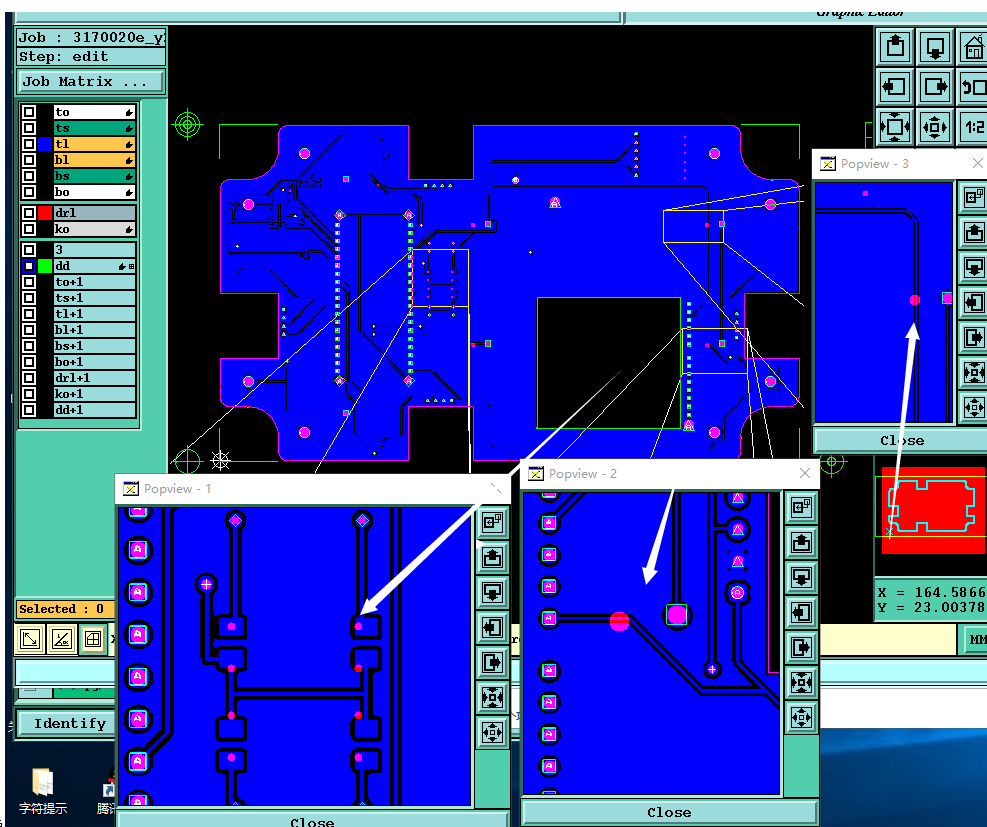 Graphic Editor
Job : 3170020e_y
Step: edit
Job Matrix ...
to
ts
tl
bl
bs
bo
drl
ko
3
dd
to+1
ts+1
tl+1
bl+1
bs+1
bo+1
drl+1
ko+1
dd+1
1:2
Popview - 3
Close
Popview - 1
Close
Popview - 2
Close
Selected : 0
X = 164.5866
Y = 23.00378
MM
Identify
字符提示